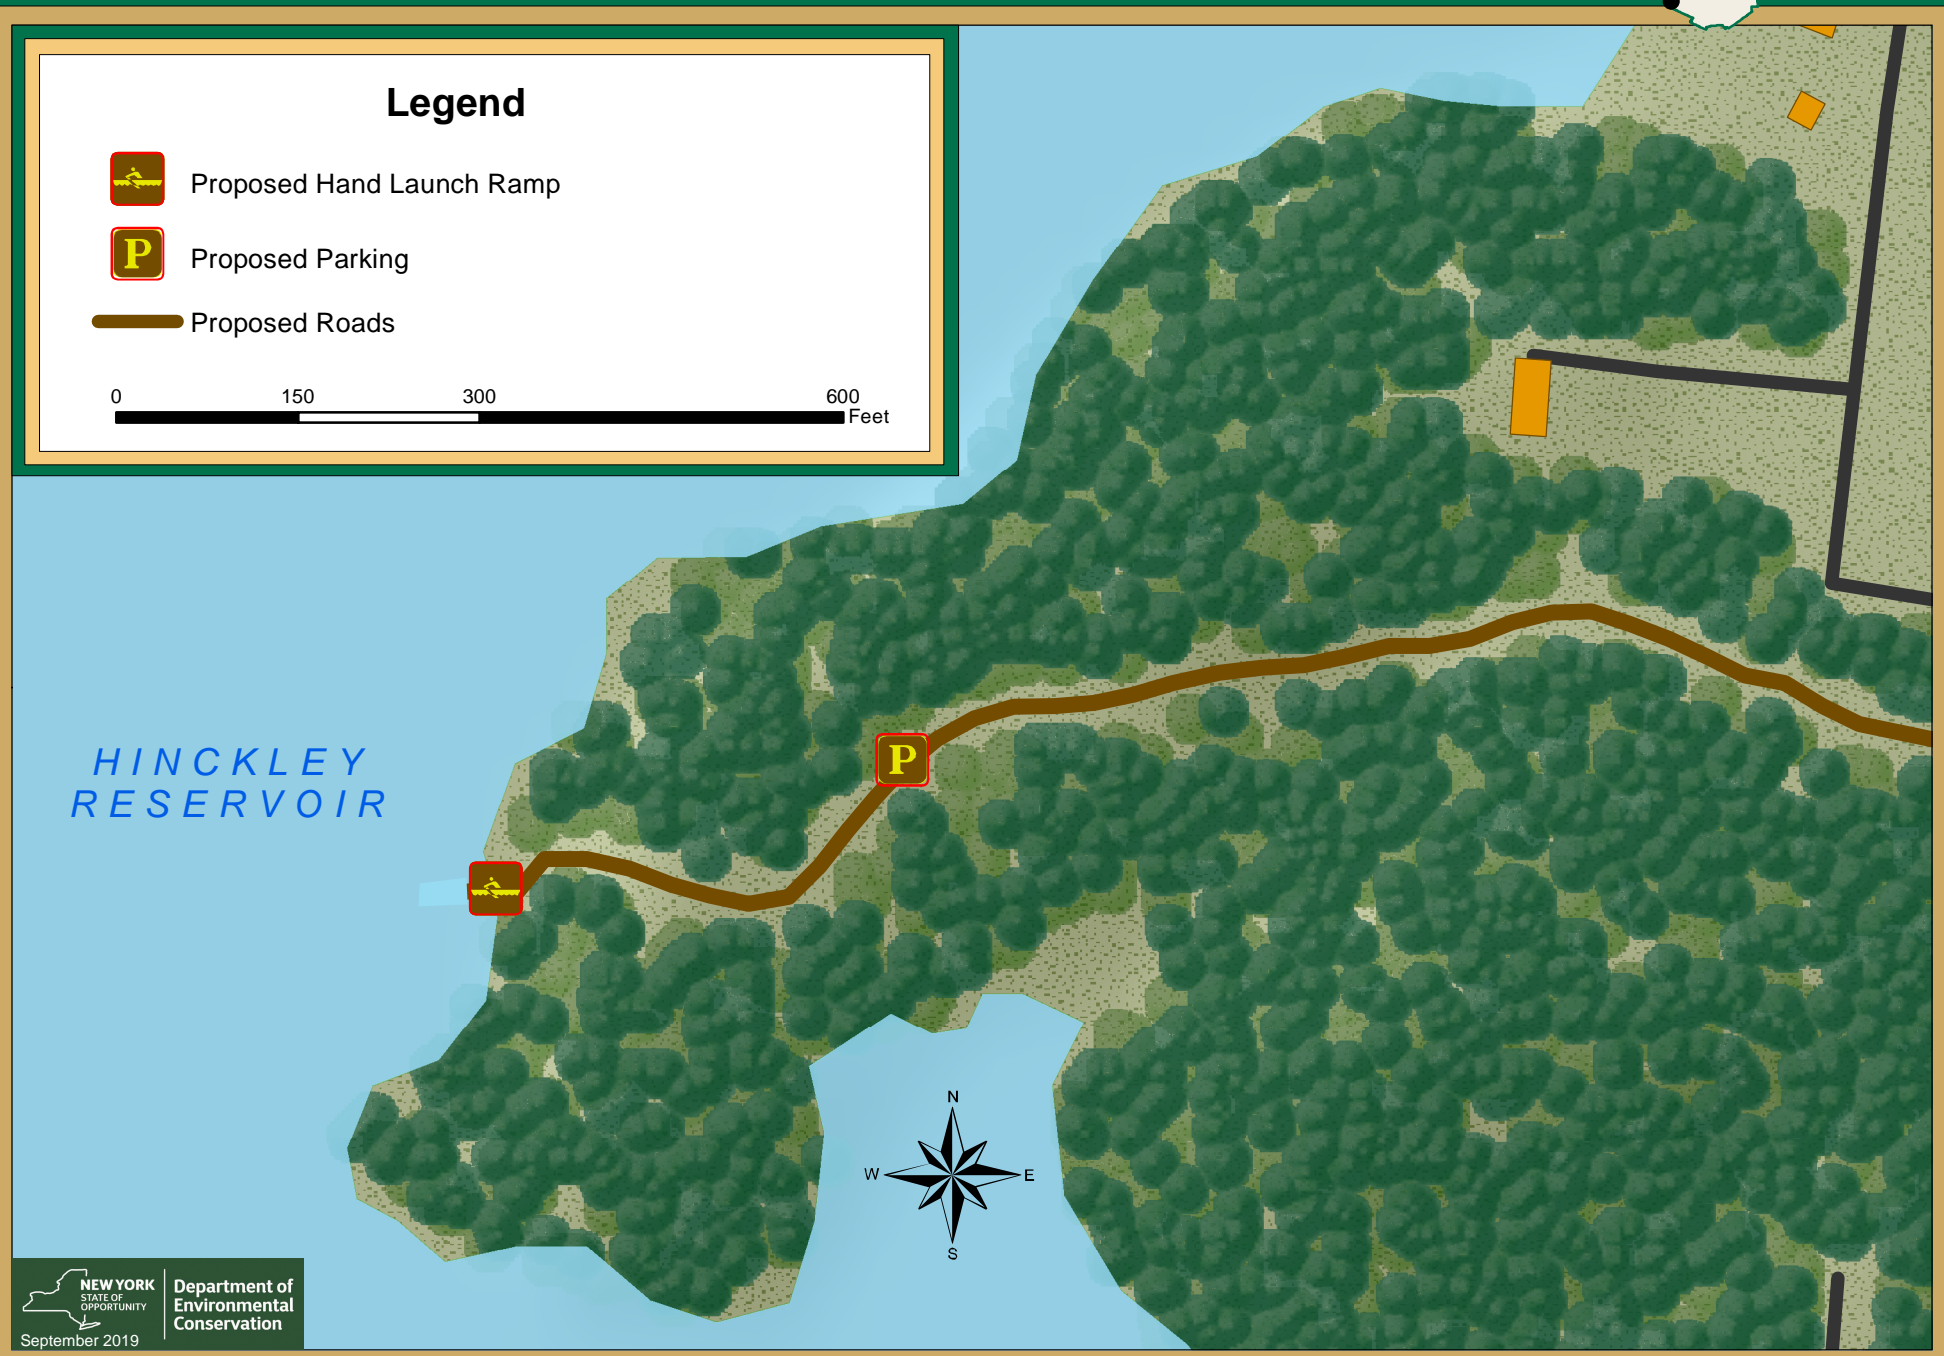 Legend
Proposed Hand Launch Ramp
P
Proposed Parking
Proposed Roads
0 150 300 600
Feet
P
HINCKLEY
RESERVOIR
N
W E
S
NEW YORK
STATE OF
OPPORTUNITY
Department of
Environmental
Conservation
September 2019